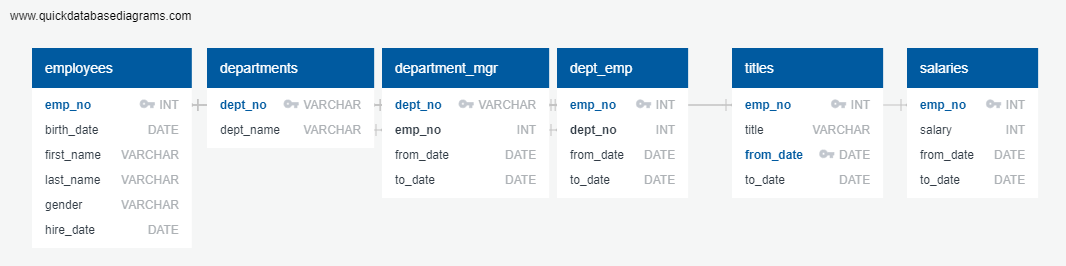 www.quickdatabasediagrams.com
employees
emp_no INT
birth_date DATE
first_name VARCHAR
last_name VARCHAR
gender VARCHAR
hire_date DATE
departments
dept_no VARCHAR
dept_name VARCHAR
department_mgr
dept_no VARCHAR
emp_no INT
from_date DATE
to_date DATE
dept_emp
emp_no INT
dept_no INT
from_date DATE
to_date DATE
titles
emp_no INT
title VARCHAR
from_date DATE
to_date DATE
salaries
emp_no INT
salary INT
from_date DATE
to_date DATE